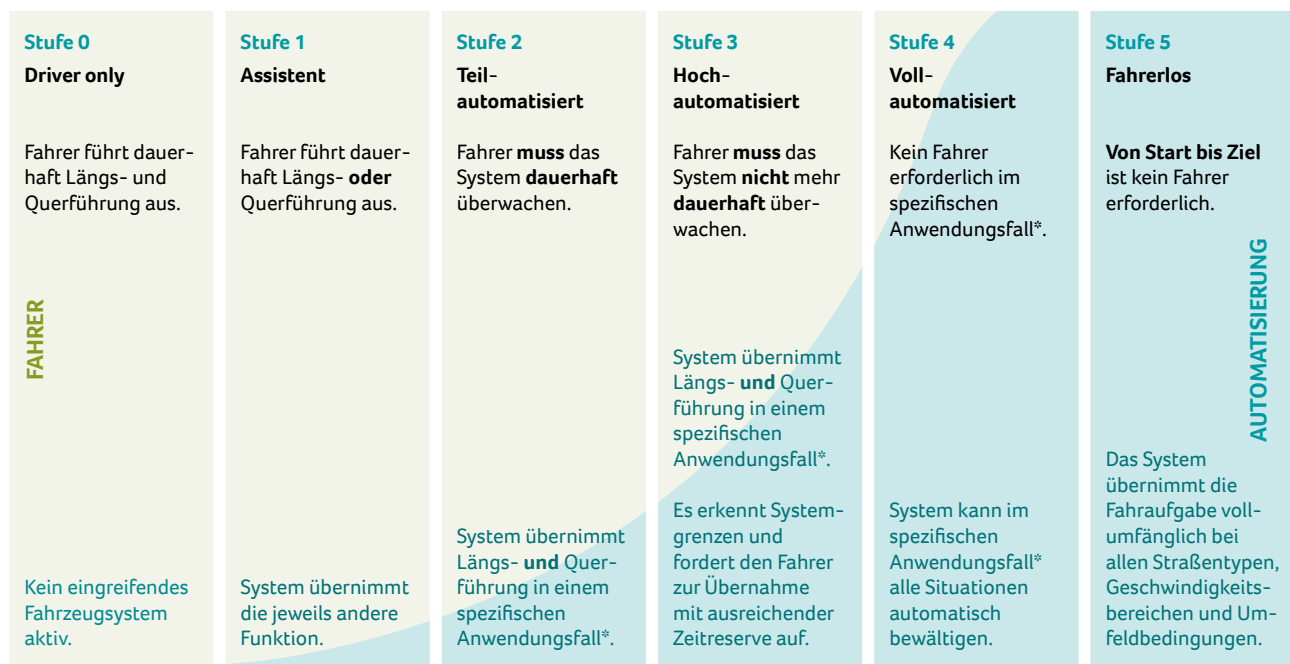 Stufe 0
Driver only
Fahrer führt dauer-
haft Längs- und
Querführung aus.
FAHRER
Kein eingreifendes
Fahrzeugsystem
aktiv.
Stufe 1
Assistent
Fahrer führt dauer-
haft Längs- oder
Querführung aus.
System übernimmt
die jeweils andere
Funktion.
Stufe 2
Teil-
automatisiert
Fahrer muss das
System dauerhaft
überwachen.
System übernimmt
Längs- und Quer-
führung in einem
spezifischen
Anwendungsfall*.
Stufe 3
Hoch-
automatisiert
Fahrer muss das
System nicht mehr
dauerhaft über-
wachen.
System übernimmt
Längs- und Quer-
führung in einem
spezifischen
Anwendungsfall*.
Es erkennt System-
grenzen und
fordert den Fahrer
zur Übernahme
mit ausreichender
Zeitreserve auf.
Stufe 4
Voll-
automatisiert
Kein Fahrer
erforderlich im
spezifischen
Anwendungsfall*.
System kann im
spezifischen
Anwendungsfall*
alle Situationen
automatisch
bewältigen.
Stufe 5
Fahrerlos
Von Start bis Ziel
ist kein Fahrer
erforderlich.
AUTOMATISIERUNG
Das System
übernimmt die
Fahraufgabe voll-
umfänglich bei
allen Straßentypen,
Geschwindigkeits-
bereichen und Um-
feldbedingungen.